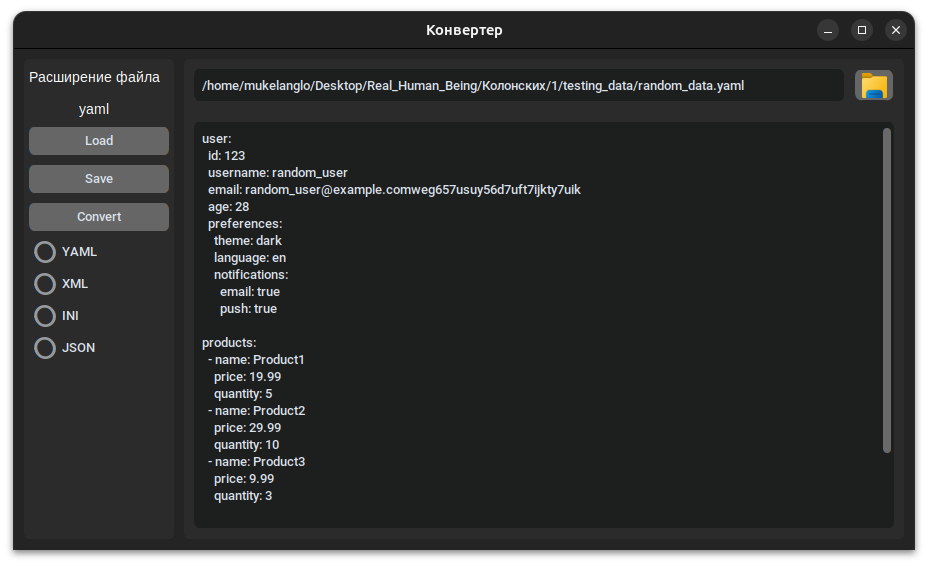 Конвертер
Расширение файла
yaml
Load
Save
Convert
YAML
XML
INI
JSON
/home/mukelanglo/Desktop/Real_Human_Being/Колонских/1/testing_data/random_data.yaml
user:
id: 123
username: random_user
email: random_user@example.comweg657usuy56d7uft7ijkty7uik
age: 28
preferences:
theme: dark
language: en
notifications:
email: true
push: true
products:
- name: Product1
price: 19.99
quantity: 5
- name: Product2
price: 29.99
quantity: 10
- name: Product3
price: 9.99
quantity: 3